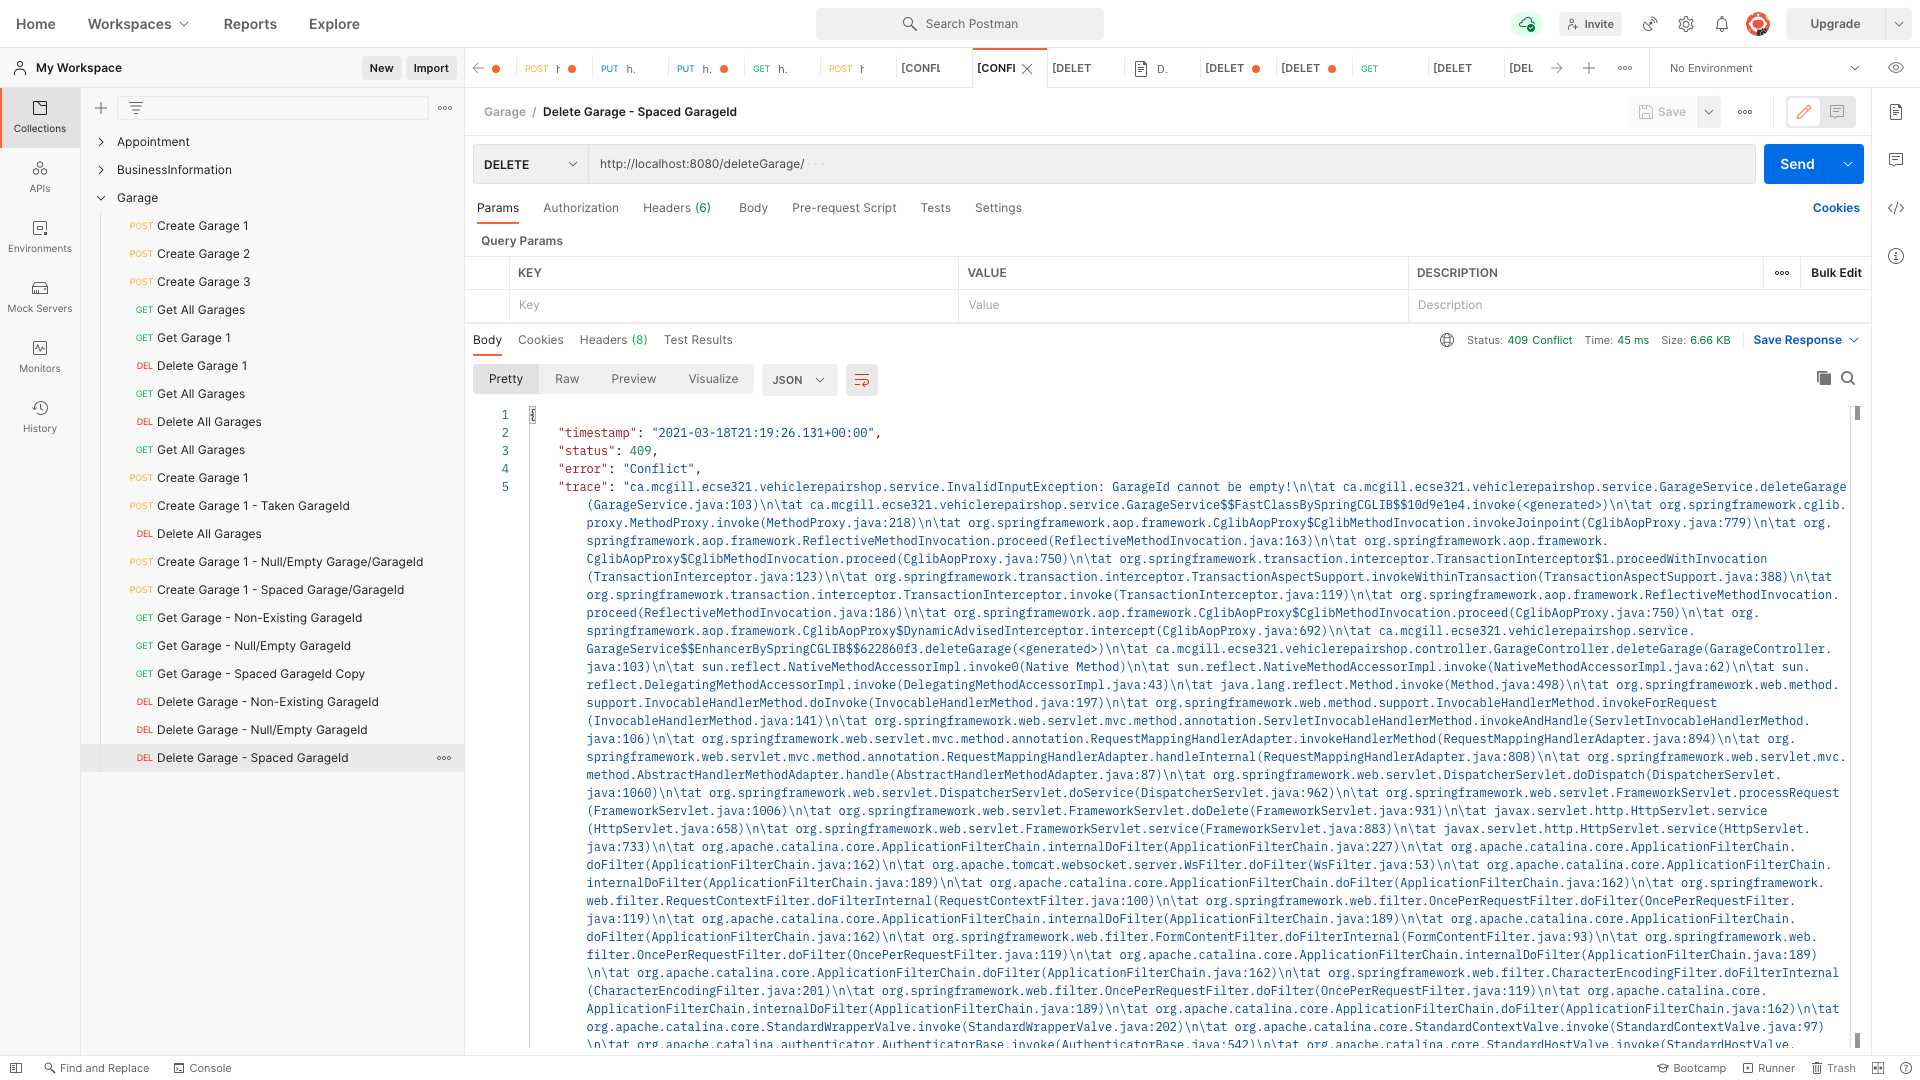 Home Workspaces Reports Explore Search Postman Invite Upgrade
My Workspace New Import
POST h PUT h. PUT h. GET h. POST h [CONFL [CONFI [DELET D. [DELET [DELET GET [DELET [DEL No Environment
Collections
APIs
Environments
Mock Servers
Monitors
History
Appointment
BusinessInformation
Garage
POST Create Garage 1
POST Create Garage 2
POST Create Garage 3
GET Get All Garages
GET Get Garage 1
DEL Delete Garage 1
GET Get All Garages
DEL Delete All Garages
GET Get All Garages
POST Create Garage 1
POST Create Garage 1 - Taken GarageId
DEL Delete All Garages
POST Create Garage 1 - Null/Empty Garage/GarageId
POST Create Garage 1 - Spaced Garage/GarageId
GET Get Garage - Non-Existing GarageId
GET Get Garage - Null/Empty GarageId
GET Get Garage - Spaced GarageId Copy
DEL Delete Garage - Non-Existing GarageId
DEL Delete Garage - Null/Empty GarageId
DEL Delete Garage - Spaced GarageId
Garage / Delete Garage - Spaced GarageId Save
DELETE http://localhost:8080/deleteGarage/ Send
Params Authorization Headers (6) Body Pre-request Script Tests Settings Cookies
Query Params
KEY VALUE DESCRIPTION Bulk Edit
Key Value Description
Body Cookies Headers (8) Test Results Status: 409 Conflict Time: 45 ms Size: 6.66 KB Save Response
Pretty Raw Preview Visualize JSON
1 {
2 "timestamp": "2021-03-18T21:19:26.131+00:00",
3 "status": 409,
4 "error": "Conflict",
5 "trace": "ca.mcgill.ecse321.vehiclerepairshop.service.InvalidInputException: GarageId cannot be empty!\n\tat ca.mcgill.ecse321.vehiclerepairshop.service.GarageService.deleteGarage
(GarageService.java:103)\n\tat ca.mcgill.ecse321.vehiclerepairshop.service.GarageService$$FastClassBySpringCGLIB$$10d9e1e4.invoke(<generated>)\n\tat org.springframework.cglib.
proxy.MethodProxy.invoke(MethodProxy.java:218)\n\tat org.springframework.aop.framework.CglibAopProxy$CglibMethodInvocation.invokeJoinpoint(CglibAopProxy.java:779)\n\tat org.
springframework.aop.framework.ReflectiveMethodInvocation.proceed(ReflectiveMethodInvocation.java:163)\n\tat org.springframework.aop.framework.
CglibAopProxy$CglibMethodInvocation.proceed(CglibAopProxy.java:750)\n\tat org.springframework.transaction.interceptor.TransactionInterceptor$1.proceedWithInvocation
(TransactionInterceptor.java:123)\n\tat org.springframework.transaction.interceptor.TransactionAspectSupport.invokeWithinTransaction(TransactionAspectSupport.java:388)\n\tat
org.springframework.transaction.interceptor.TransactionInterceptor.invoke(TransactionInterceptor.java:119)\n\tat org.springframework.aop.framework.ReflectiveMethodInvocation.
proceed(ReflectiveMethodInvocation.java:186)\n\tat org.springframework.aop.framework.CglibAopProxy$CglibMethodInvocation.proceed(CglibAopProxy.java:750)\n\tat org.
springframework.aop.framework.CglibAopProxy$DynamicAdvisedInterceptor.intercept(CglibAopProxy.java:692)\n\tat ca.mcgill.ecse321.vehiclerepairshop.service.
GarageService$$EnhancerBySpringCGLIB$$622860f3.deleteGarage(<generated>)\n\tat ca.mcgill.ecse321.vehiclerepairshop.controller.GarageController.deleteGarage(GarageController.
java:103)\n\tat sun.reflect.NativeMethodAccessorImpl.invoke0(Native Method)\n\tat sun.reflect.NativeMethodAccessorImpl.invoke(NativeMethodAccessorImpl.java:62)\n\tat sun.
reflect.DelegatingMethodAccessorImpl.invoke(DelegatingMethodAccessorImpl.java:43)\n\tat java.lang.reflect.Method.invoke(Method.java:498)\n\tat org.springframework.web.method.
support.InvocableHandlerMethod.doInvoke(InvocableHandlerMethod.java:197)\n\tat org.springframework.web.method.support.InvocableHandlerMethod.invokeForRequest
(InvocableHandlerMethod.java:141)\n\tat org.springframework.web.servlet.mvc.method.annotation.ServletInvocableHandlerMethod.invokeAndHandle(ServletInvocableHandlerMethod.
java:106)\n\tat org.springframework.web.servlet.mvc.method.annotation.RequestMappingHandlerAdapter.invokeHandlerMethod(RequestMappingHandlerAdapter.java:894)\n\tat org.
springframework.web.servlet.mvc.method.annotation.RequestMappingHandlerAdapter.handleInternal(RequestMappingHandlerAdapter.java:808)\n\tat org.springframework.web.servlet.mvc.
method.AbstractHandlerMethodAdapter.handle(AbstractHandlerMethodAdapter.java:87)\n\tat org.springframework.web.servlet.DispatcherServlet.doDispatch(DispatcherServlet.
java:1060)\n\tat org.springframework.web.servlet.DispatcherServlet.doService(DispatcherServlet.java:962)\n\tat org.springframework.web.servlet.FrameworkServlet.processRequest
(FrameworkServlet.java:1006)\n\tat org.springframework.web.servlet.FrameworkServlet.doDelete(FrameworkServlet.java:931)\n\tat javax.servlet.http.HttpServlet.service
(HttpServlet.java:658)\n\tat org.springframework.web.servlet.FrameworkServlet.service(FrameworkServlet.java:883)\n\tat javax.servlet.http.HttpServlet.service(HttpServlet.
java:733)\n\tat org.apache.catalina.core.ApplicationFilterChain.internalDoFilter(ApplicationFilterChain.java:227)\n\tat org.apache.catalina.core.ApplicationFilterChain.
doFilter(ApplicationFilterChain.java:162)\n\tat org.apache.tomcat.websocket.server.WsFilter.doFilter(WsFilter.java:53)\n\tat org.apache.catalina.core.ApplicationFilterChain.
internalDoFilter(ApplicationFilterChain.java:189)\n\tat org.apache.catalina.core.ApplicationFilterChain.doFilter(ApplicationFilterChain.java:162)\n\tat org.springframework.
web.filter.RequestContextFilter.doFilterInternal(RequestContextFilter.java:100)\n\tat org.springframework.web.filter.OncePerRequestFilter.doFilter(OncePerRequestFilter.
java:119)\n\tat org.apache.catalina.core.ApplicationFilterChain.internalDoFilter(ApplicationFilterChain.java:189)\n\tat org.apache.catalina.core.ApplicationFilterChain.
doFilter(ApplicationFilterChain.java:162)\n\tat org.springframework.web.filter.FormContentFilter.doFilterInternal(FormContentFilter.java:93)\n\tat org.springframework.web.
filter.OncePerRequestFilter.doFilter(OncePerRequestFilter.java:119)\n\tat org.apache.catalina.core.ApplicationFilterChain.internalDoFilter(ApplicationFilterChain.java:189)
\n\tat org.apache.catalina.core.ApplicationFilterChain.doFilter(ApplicationFilterChain.java:162)\n\tat org.springframework.web.filter.CharacterEncodingFilter.doFilterInternal
(CharacterEncodingFilter.java:201)\n\tat org.springframework.web.filter.OncePerRequestFilter.doFilter(OncePerRequestFilter.java:119)\n\tat org.apache.catalina.core.
ApplicationFilterChain.internalDoFilter(ApplicationFilterChain.java:189)\n\tat org.apache.catalina.core.ApplicationFilterChain.doFilter(ApplicationFilterChain.java:162)\n\tat
org.apache.catalina.core.StandardWrapperValve.invoke(StandardWrapperValve.java:202)\n\tat org.apache.catalina.core.StandardContextValve.invoke(StandardContextValve.java:97)
\n\tat org.apache.catalina.authenticator.AuthenticatorBase.invoke(AuthenticatorBase.java:542)\n\tat org.apache.catalina.core.StandardHostValve.invoke(StandardHostValve.
Find and Replace Console Bootcamp Runner Trash